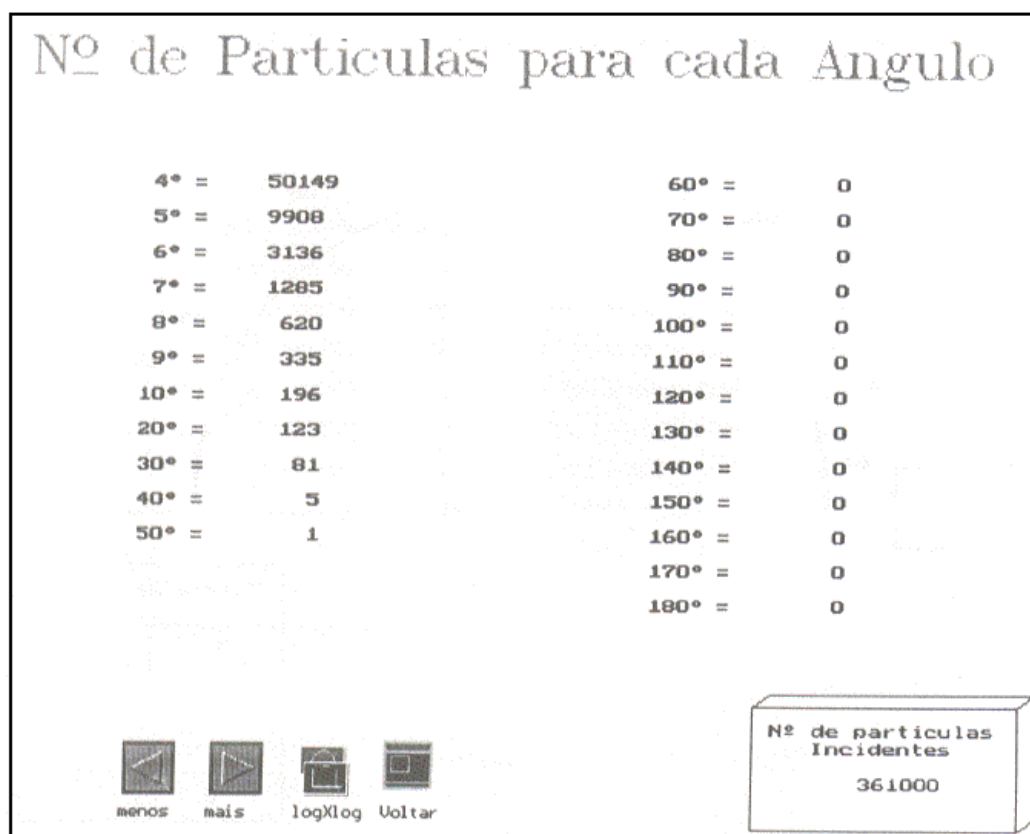 Nº de Particulas para cada Angulo
4° = 50149
5° = 9908
6° = 3136
7° = 1285
8° = 620
9° = 335
10° = 196
20° = 123
30° = 81
40° = 5
50° = 1
60° = 0
70° = 0
80° = 0
90° = 0
100° = 0
110° = 0
120° = 0
130° = 0
140° = 0
150° = 0
160° = 0
170° = 0
180° = 0
Nº de particulas
Incidentes
361000
menos mais logXlog Voltar